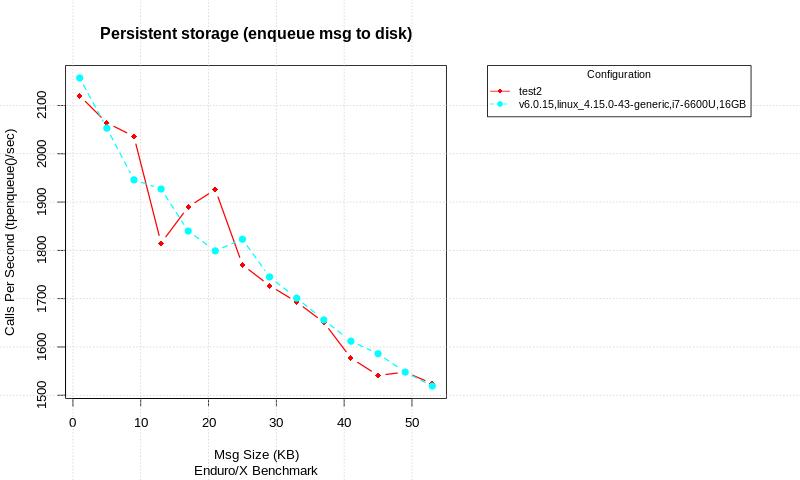 Persistent storage (enqueue msg to disk)
Configuration
test2
v6.0.15,linux_4.15.0-43-generic,i7-6600U,16GB
Calls Per Second (tpenqueue()/sec)
2100
2000
1900
1800
1700
1600
1500
0 10 20 30 40 50
Msg Size (KB)
Enduro/X Benchmark